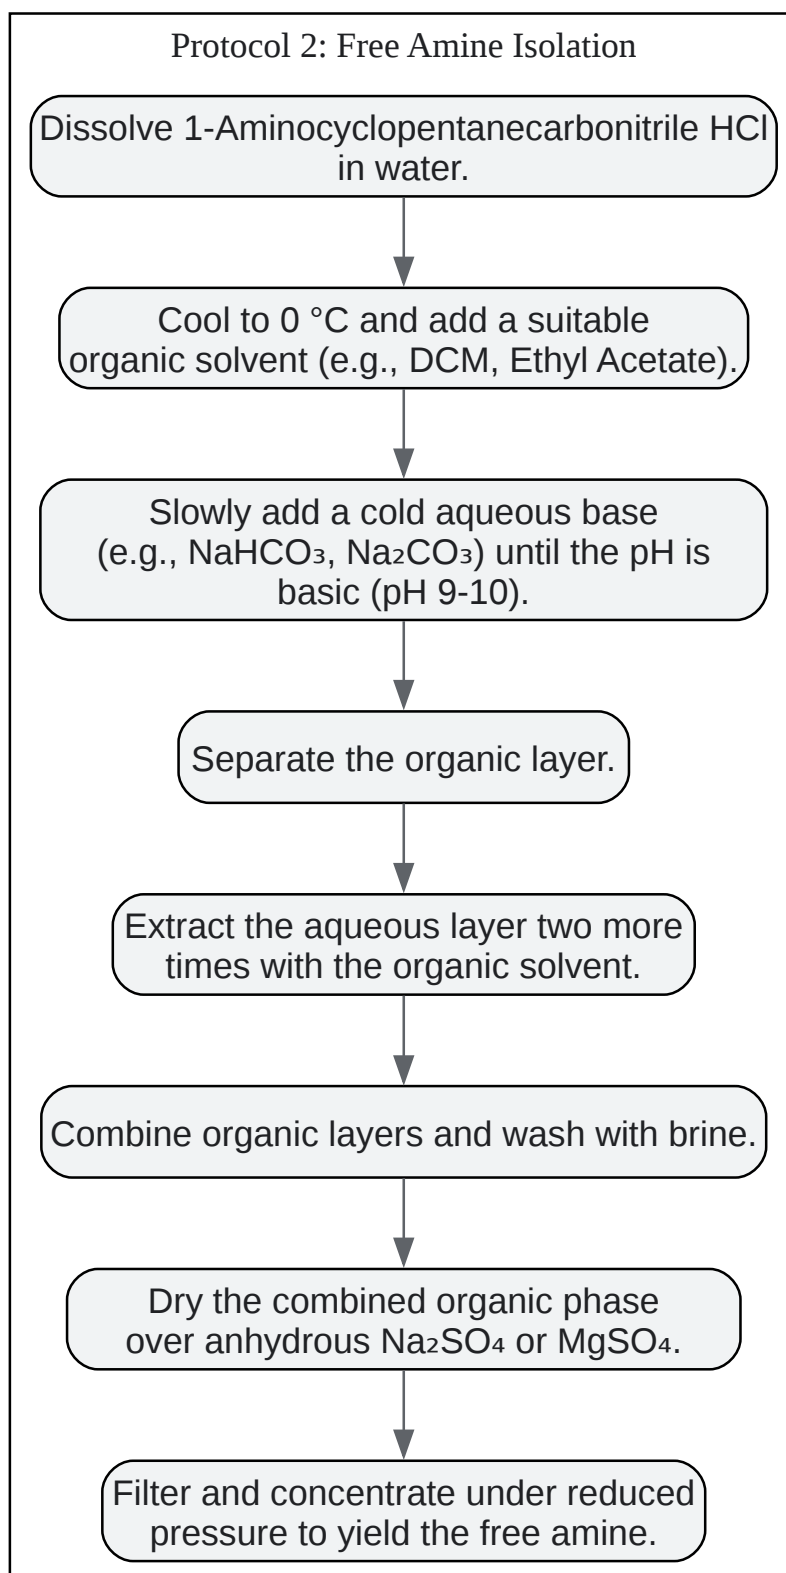 Protocol 2: Free Amine Isolation
Dissolve 1-Aminocyclopentanecarbonitrile HCl
in water.
Cool to 0 °C and add a suitable
organic solvent (e.g., DCM, Ethyl Acetate).
Slowly add a cold aqueous base
(e.g., NaHCO₃, Na₂CO₃) until the pH is
basic (pH 9-10).
Separate the organic layer.
Extract the aqueous layer two more
times with the organic solvent.
Combine organic layers and wash with brine.
Dry the combined organic phase
over anhydrous Na₂SO₄ or MgSO₄.
Filter and concentrate under reduced
pressure to yield the free amine.